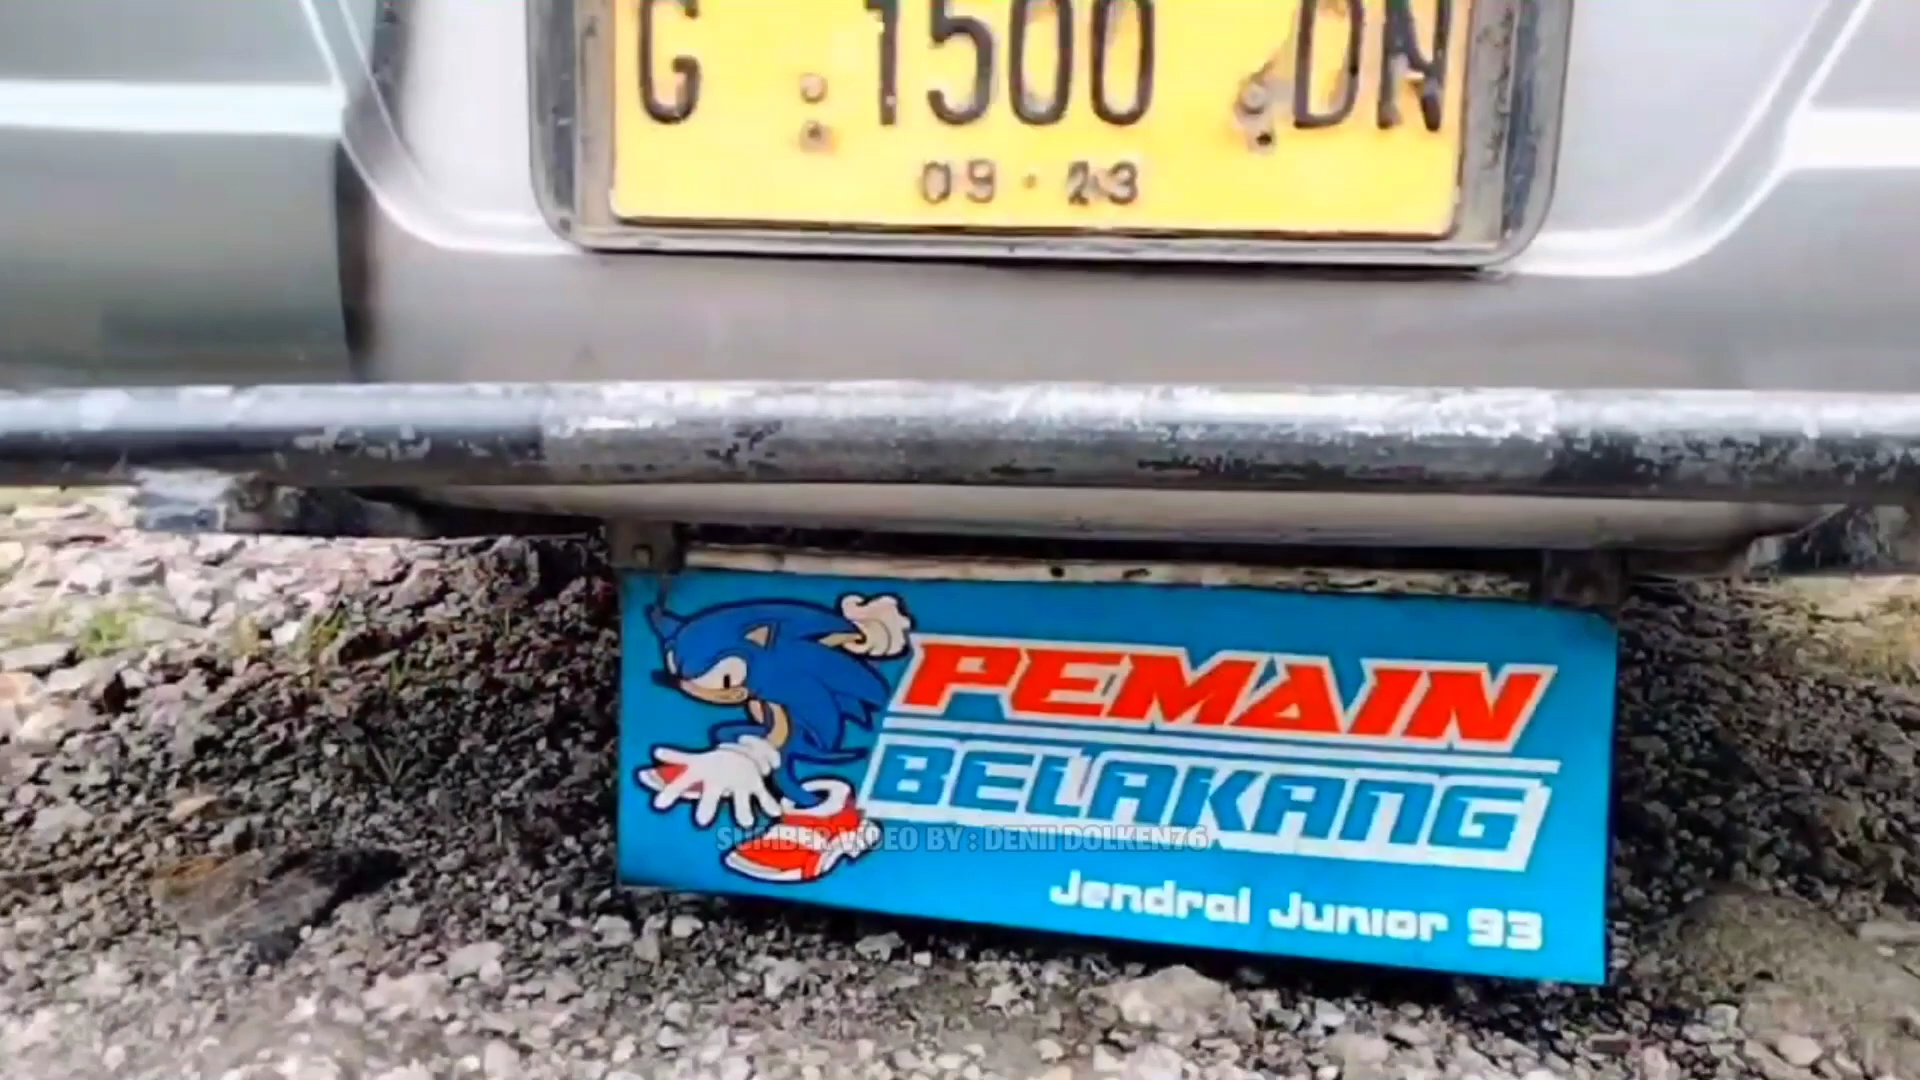 G 1500 DN
09 · 23
PEMAIN
BELAKANG
SUMBER VIDEO BY : DENII DOLKEN76
Jendral Junior 93